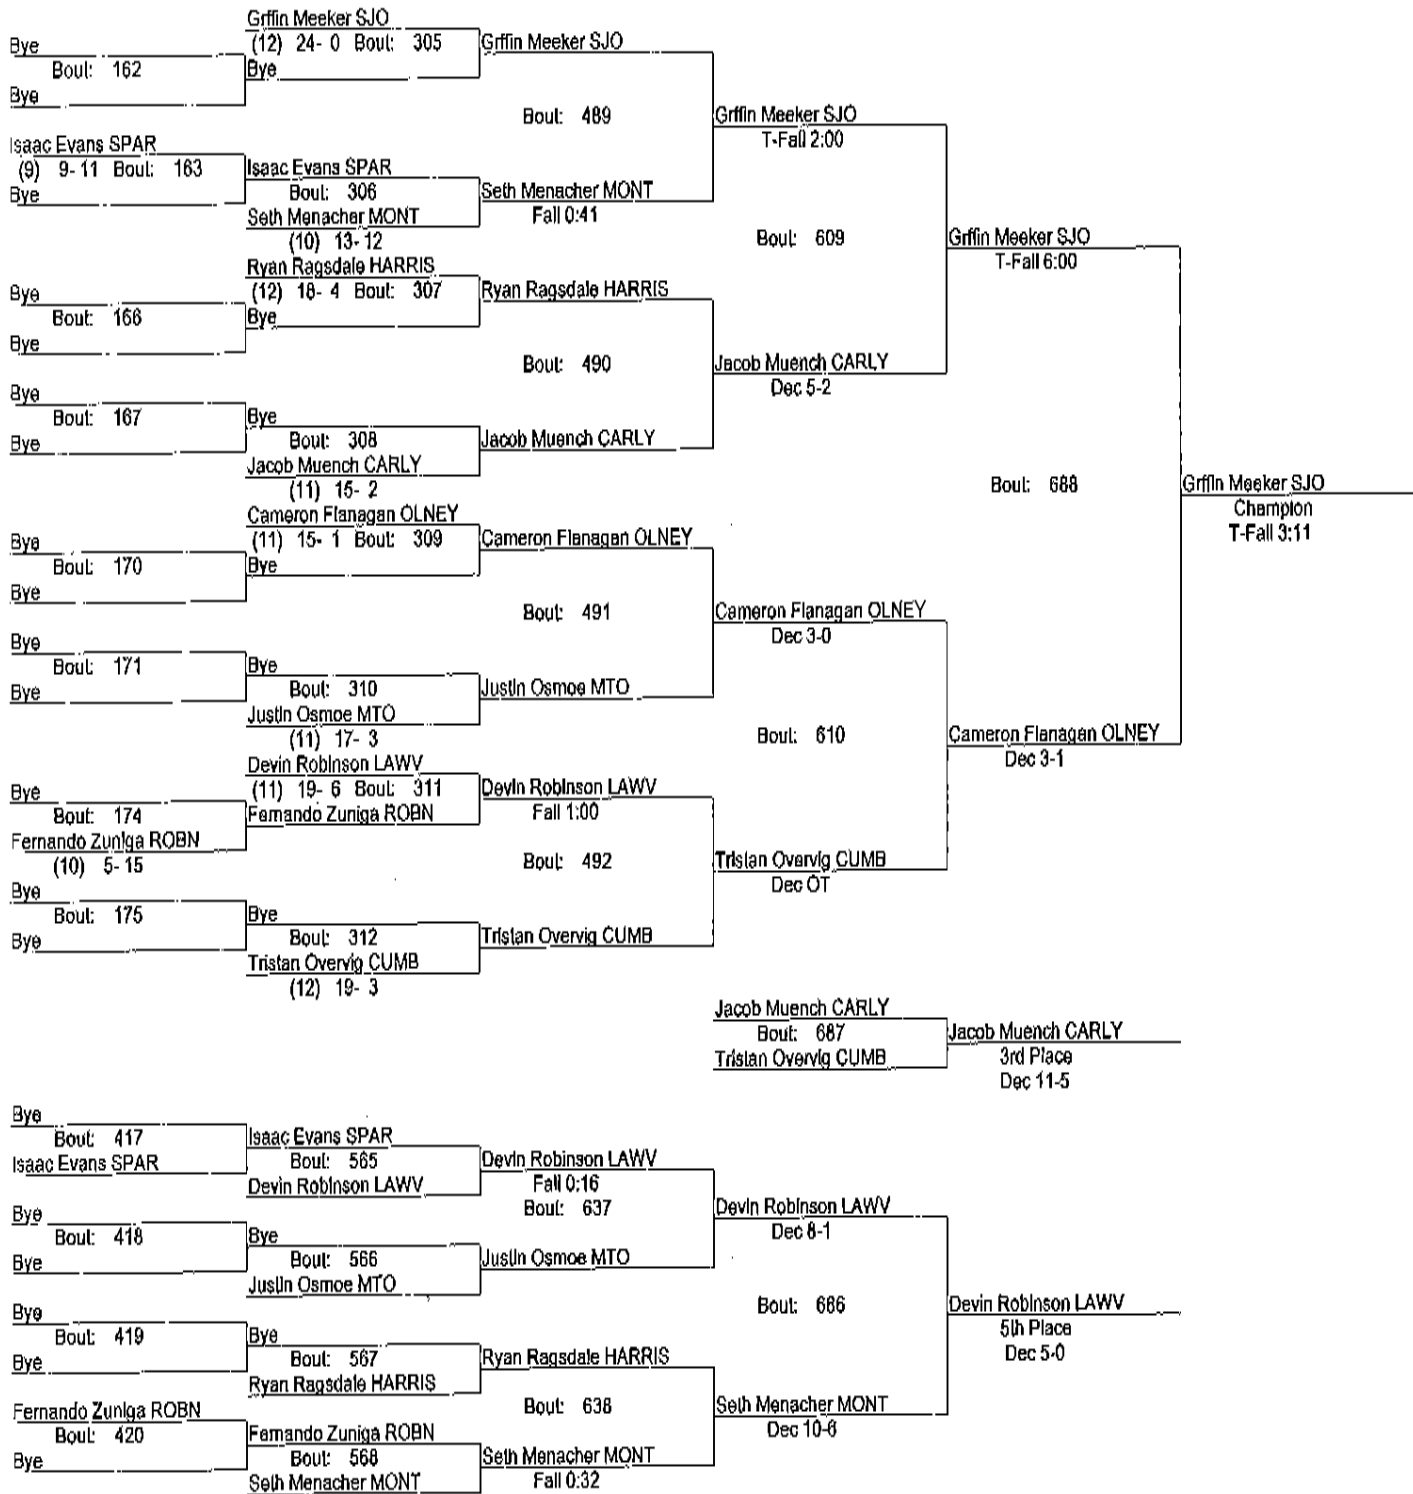 Grffin Meeker SJO
Bye
(12) 24- 0 Bout: 305
Grffin Meeker SJO
Bout: 162
Bye
Bye
Bout: 489
Grffin Meeker SJO
T-Fall 2:00
Isaac Evans SPAR
(9) 9- 11 Bout: 163
Isaac Evans SPAR
Bye
Bout: 306
Seth Menacher MONT
Seth Menacher MONT
Fall 0:41
(10) 13- 12
Bout: 609
Grffin Meeker SJO
T-Fall 6:00
Ryan Ragsdale HARRIS
Bye
(12) 18- 4 Bout: 307
Ryan Ragsdale HARRIS
Bout: 166
Bye
Bye
Bout: 490
Jacob Muench CARLY
Dec 5-2
Bye
Bout: 167
Bye
Bye
Bout: 308
Jacob Muench CARLY
Jacob Muench CARLY
(11) 15- 2
Bout: 688
Grffin Meeker SJO
Champion
T-Fall 3:11
Cameron Flanagan OLNEY
Bye
(11) 15- 1 Bout: 309
Cameron Flanagan OLNEY
Bout: 170
Bye
Bye
Bout: 491
Cameron Flanagan OLNEY
Dec 3-0
Bye
Bout: 171
Bye
Bye
Bout: 310
Justin Osmoe MTO
Justin Osmoe MTO
(11) 17- 3
Bout: 610
Cameron Flanagan OLNEY
Dec 3-1
Devin Robinson LAWV
Bye
(11) 19- 6 Bout: 311
Devin Robinson LAWV
Fall 1:00
Bout: 174
Fernando Zuniga ROBN
Fernando Zuniga ROBN
(10) 5- 15
Bout: 492
Tristan Overvig CUMB
Dec OT
Bye
Bout: 175
Bye
Bye
Bout: 312
Tristan Overvig CUMB
Tristan Overvig CUMB
(12) 19- 3
Jacob Muench CARLY
Bout: 687
Jacob Muench CARLY
Tristan Overvig CUMB
3rd Place
Dec 11-5
Bye
Bout: 417
Isaac Evans SPAR
Isaac Evans SPAR
Bout: 565
Devin Robinson LAWV
Devin Robinson LAWV
Fall 0:16
Bout: 637
Devin Robinson LAWV
Dec 8-1
Bye
Bout: 418
Bye
Bye
Bout: 566
Justin Osmoe MTO
Justin Osmoe MTO
Bout: 686
Devin Robinson LAWV
5th Place
Dec 5-0
Bye
Bout: 419
Bye
Bye
Bout: 567
Ryan Ragsdale HARRIS
Ryan Ragsdale HARRIS
Bout: 638
Seth Menacher MONT
Dec 10-6
Fernando Zuniga ROBN
Bout: 420
Fernando Zuniga ROBN
Bye
Bout: 568
Seth Menacher MONT
Seth Menacher MONT
Fall 0:32